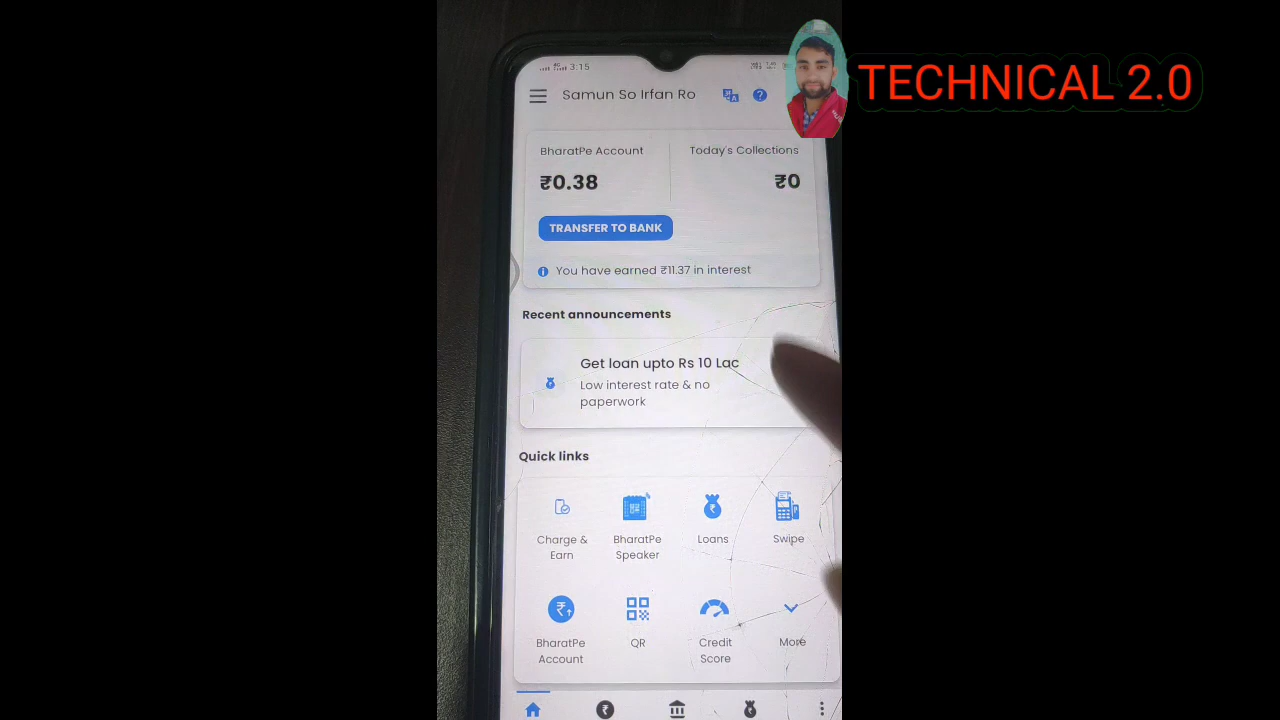 TECHNICAL 2.0
3:15
Samun So Irfan Ro
BharatPe Account
Today's Collections
₹0.38
₹0
TRANSFER TO BANK
You have earned ₹11.37 in interest
Recent announcements
Get loan upto Rs 10 Lac
Low interest rate & no
paperwork
Quick links
Charge &
Earn
BharatPe
Speaker
Loans
Swipe
BharatPe
Account
QR
Credit
Score
More